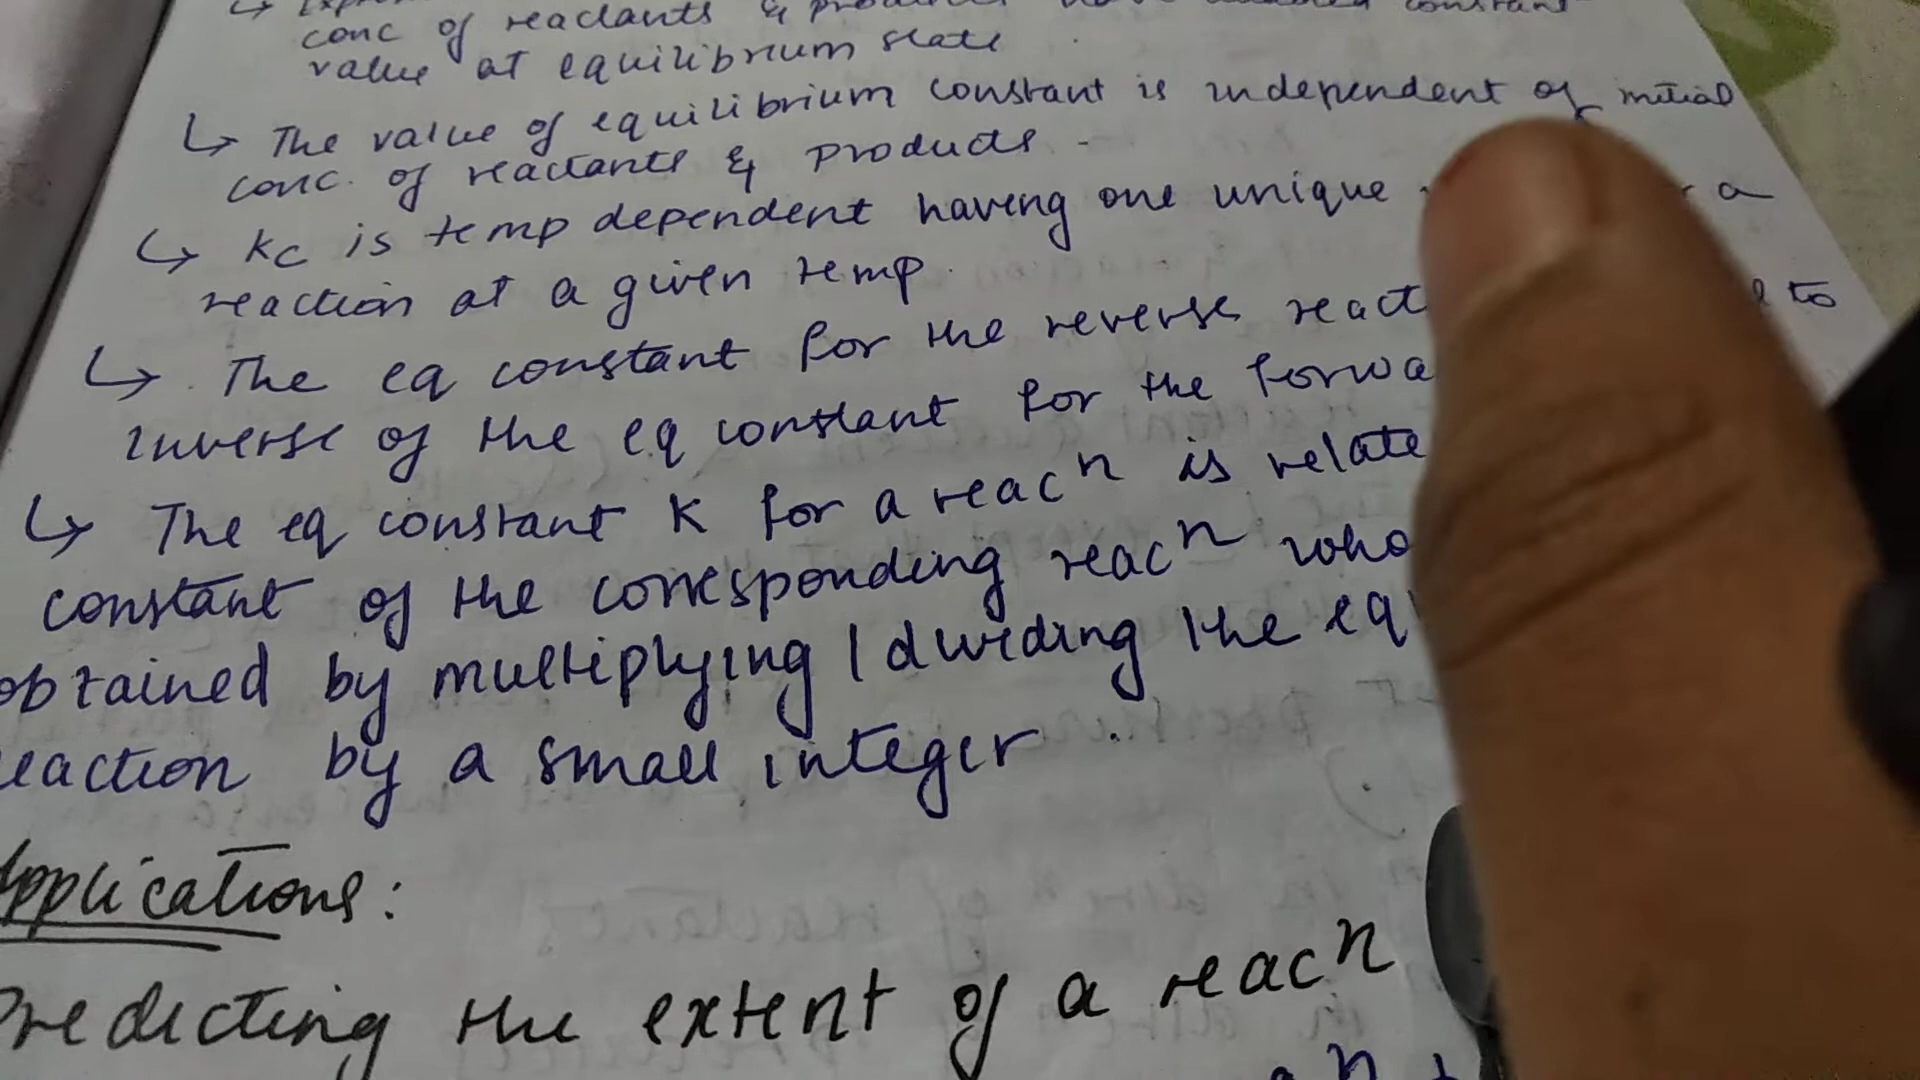 conc of reactants & products constant
value at equilibrium state
↳ The value of equilibrium constant is independent of initial
conc. of reactants & products
↳ Kc is temp dependent having one unique a
reaction at a given temp.
↳ The eq constant for the reverse react to
inverse of the eq constant for the forwa
↳ The eq constant K for a reacⁿ is relate
constant of the corresponding reacⁿ who
obtained by multiplying / dividing the eq
reaction by a small integer
Applications:
Predicting the extent of a reacⁿ